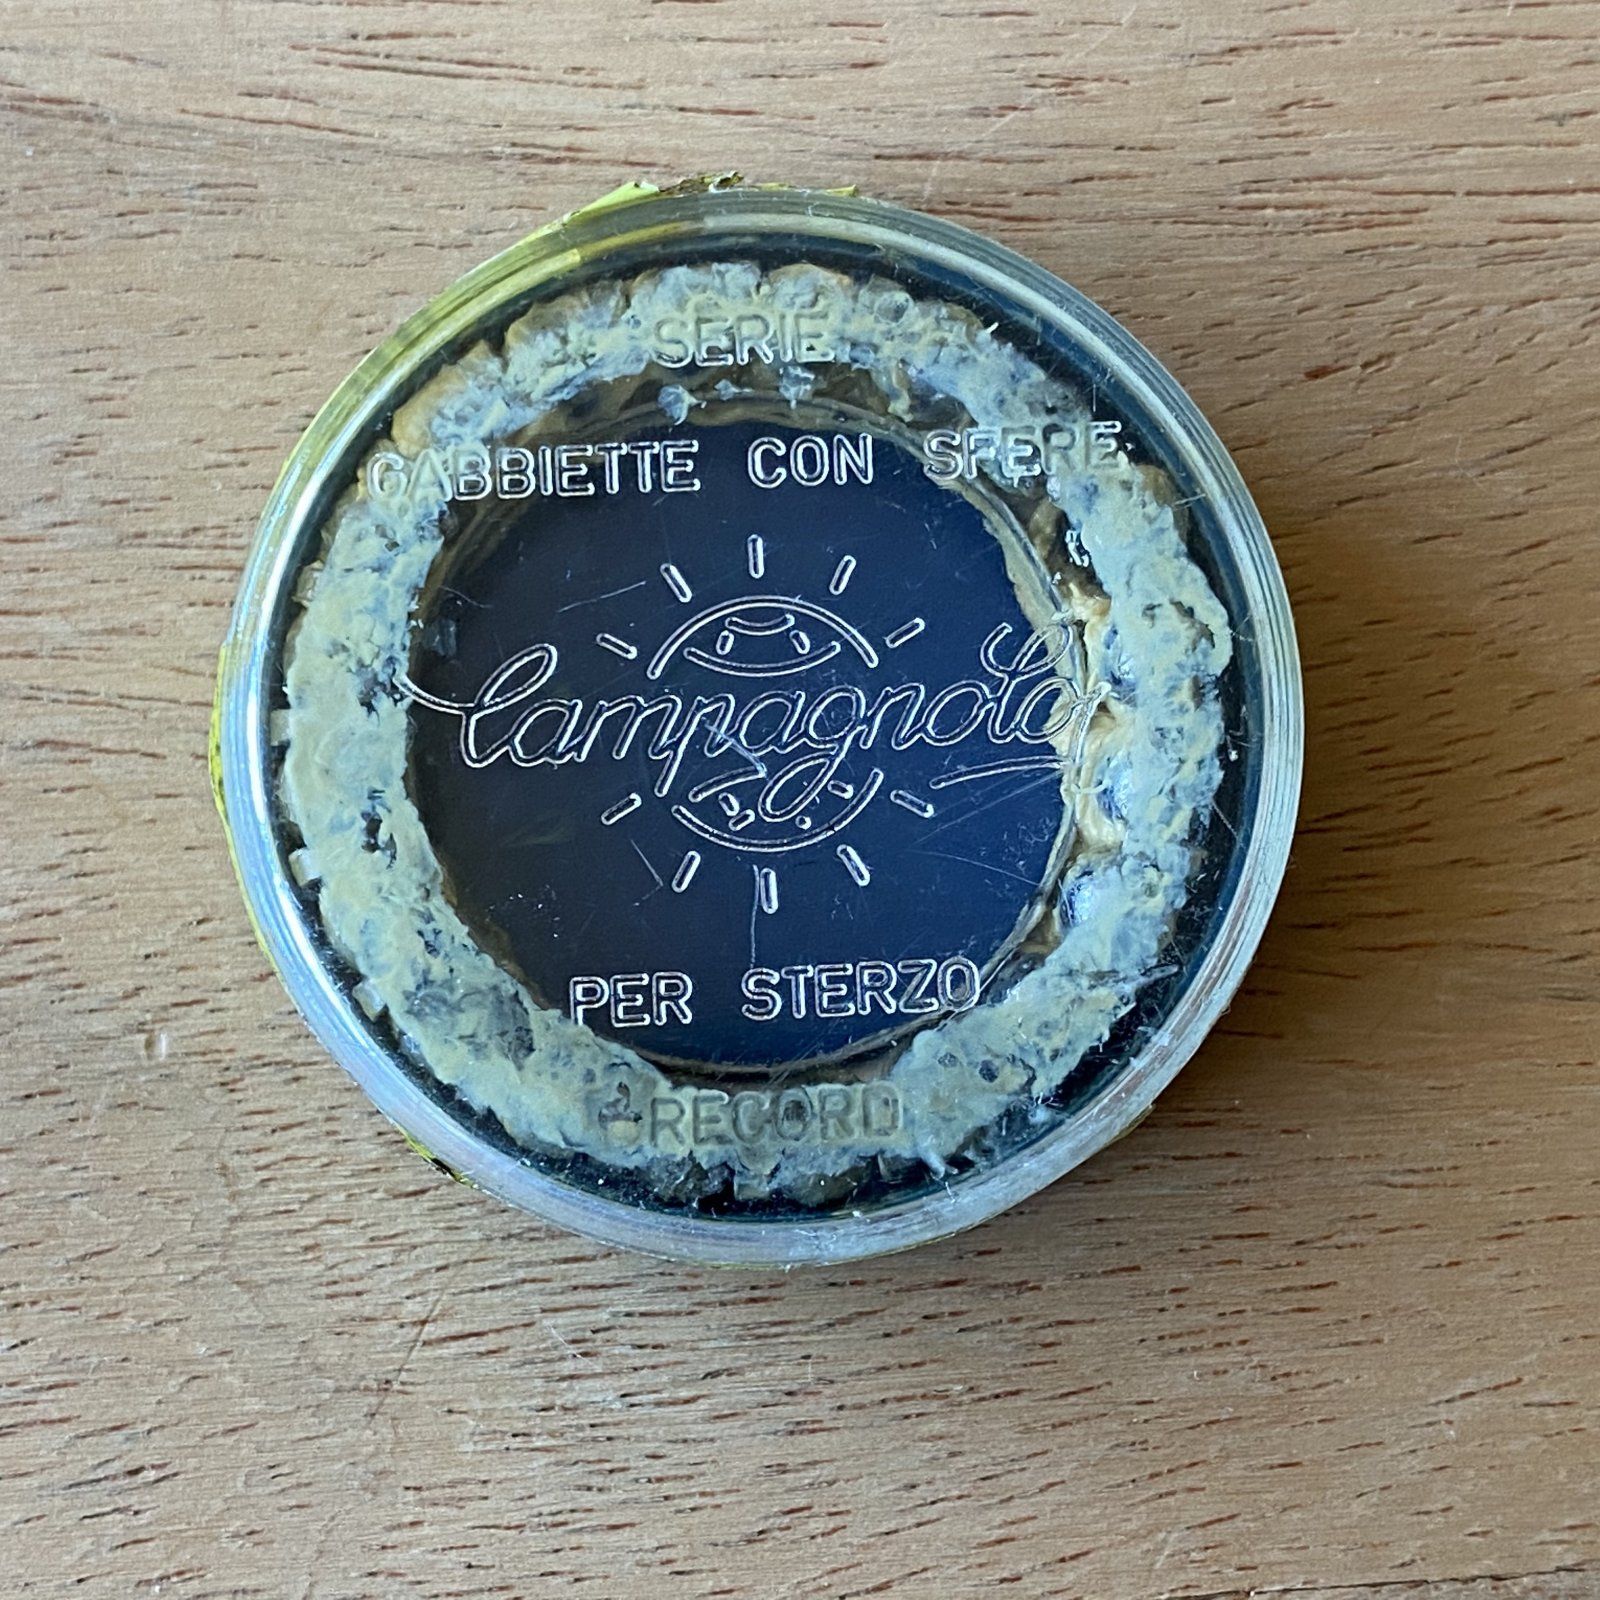 SERIE
GABBIETTE CON SFERE
Campagnolo
PER STERZO
RECORD